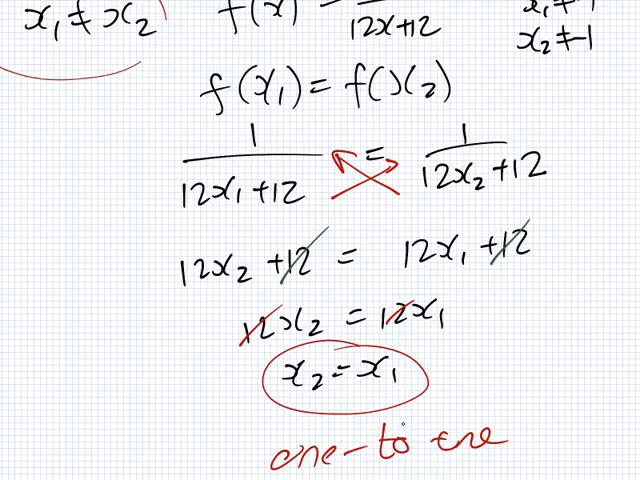 x₁ ≠ x₂ f(x) 12x+12 x₂ ≠ -1
f(x₁) = f(x₂)
1/(12x₁+12) = 1/(12x₂+12)
12x₂ +12 = 12x₁ +12
12x₂ = 12x₁
x₂ = x₁
one-to one